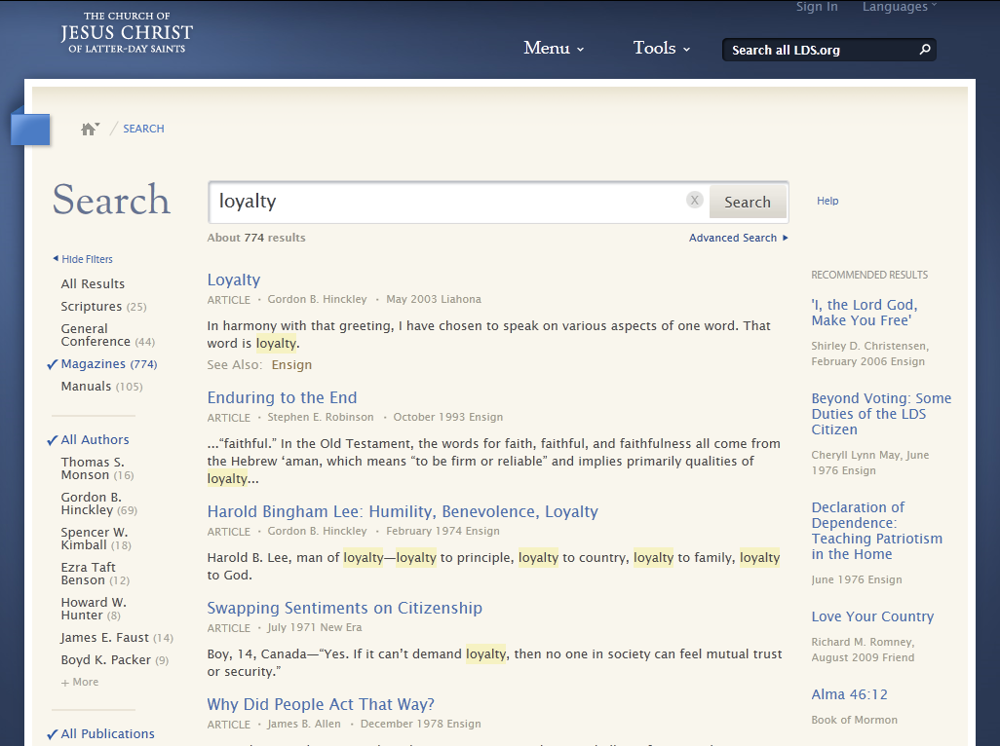 THE CHURCH OF
JESUS CHRIST
OF LATTER-DAY SAINTS
Sign In
Languages
Menu
Tools
Search all LDS.org
/ SEARCH
Search
loyalty
X
Search
Help
About 774 results
Advanced Search
Hide Filters
All Results
Scriptures (25)
General
Conference (44)
Magazines (774)
Manuals (105)
All Authors
Thomas S.
Monson (16)
Gordon B.
Hinckley (69)
Spencer W.
Kimball (18)
Ezra Taft
Benson (12)
Howard W.
Hunter (8)
James E. Faust (14)
Boyd K. Packer (9)
+ More
All Publications
Loyalty
ARTICLE · Gordon B. Hinckley · May 2003 Liahona
In harmony with that greeting, I have chosen to speak on various aspects of one word. That
word is loyalty.
See Also: Ensign
Enduring to the End
ARTICLE · Stephen E. Robinson · October 1993 Ensign
...“faithful.” In the Old Testament, the words for faith, faithful, and faithfulness all come from
the Hebrew ‘aman, which means “to be firm or reliable” and implies primarily qualities of
loyalty...
Harold Bingham Lee: Humility, Benevolence, Loyalty
ARTICLE · Gordon B. Hinckley · February 1974 Ensign
Harold B. Lee, man of loyalty—loyalty to principle, loyalty to country, loyalty to family, loyalty
to God.
Swapping Sentiments on Citizenship
ARTICLE · July 1971 New Era
Boy, 14, Canada—“Yes. If it can’t demand loyalty, then no one in society can feel mutual trust
or security.”
Why Did People Act That Way?
ARTICLE · James B. Allen · December 1978 Ensign
RECOMMENDED RESULTS
'I, the Lord God,
Make You Free'
Shirley D. Christensen,
February 2006 Ensign
Beyond Voting: Some
Duties of the LDS
Citizen
Cheryll Lynn May, June
1976 Ensign
Declaration of
Dependence:
Teaching Patriotism
in the Home
June 1976 Ensign
Love Your Country
Richard M. Romney,
August 2009 Friend
Alma 46:12
Book of Mormon